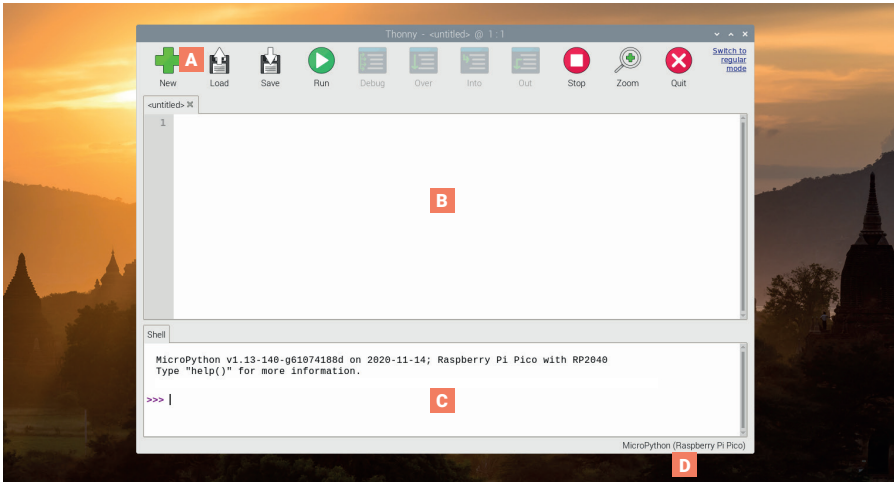 Thonny - <untitled> @ 1:1
A
New Load Save Run Debug Over Into Out Stop Zoom Quit
Switch to
regular
mode
<untitled>
1
B
Shell
MicroPython v1.13-140-g61074188d on 2020-11-14; Raspberry Pi Pico with RP2040
Type "help()" for more information.
>>>
C
MicroPython (Raspberry Pi Pico)
D